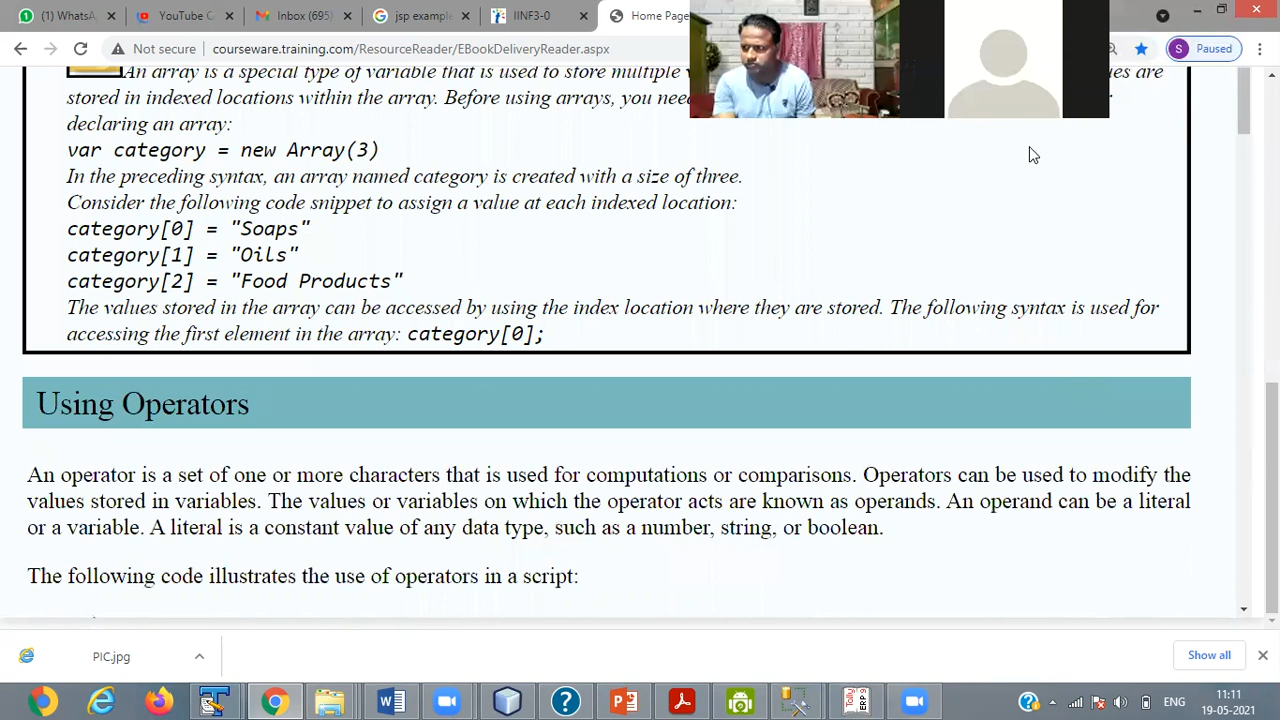 (1) WhatsA
YouTube C
Inbox (695)
jsp example
IINF3-0
Home Page
Paused
Not secure
courseware.training.com/ResourceReader/EBookDeliveryReader.aspx
An array is a special type of variable that is used to store multiple v
ues are
stored in indexed locations within the array. Before using arrays, you nee
declaring an array:
var category = new Array(3)
In the preceding syntax, an array named category is created with a size of three.
Consider the following code snippet to assign a value at each indexed location:
category[0] = "Soaps"
category[1] = "Oils"
category[2] = "Food Products"
The values stored in the array can be accessed by using the index location where they are stored. The following syntax is used for
accessing the first element in the array: category[0];
Using Operators
An operator is a set of one or more characters that is used for computations or comparisons. Operators can be used to modify the
values stored in variables. The values or variables on which the operator acts are known as operands. An operand can be a literal
or a variable. A literal is a constant value of any data type, such as a number, string, or boolean.
The following code illustrates the use of operators in a script:
PIC.jpg
Show all
ENG
11:11
19-05-2021